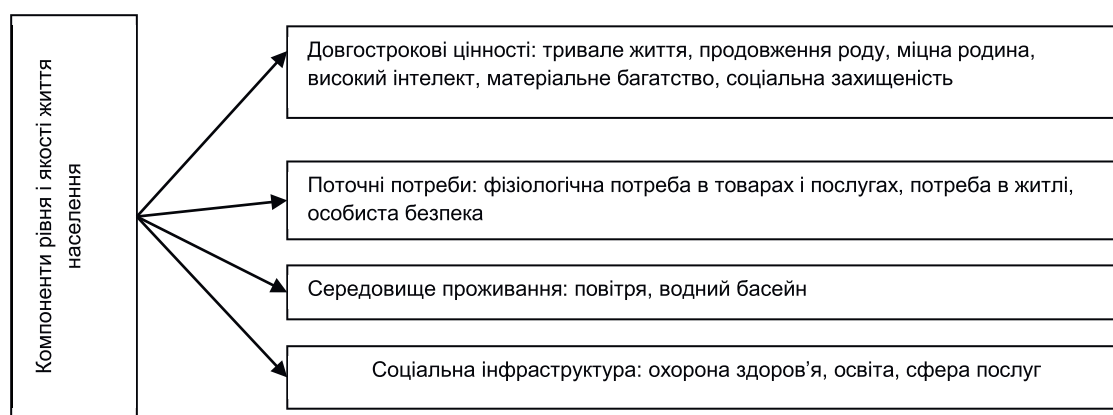 Компоненти рівня і якості життя
населення
Довгострокові цінності: тривале життя, продовження роду, міцна родина,
високий інтелект, матеріальне багатство, соціальна захищеність
Поточні потреби: фізіологічна потреба в товарах і послугах, потреба в житлі,
особиста безпека
Середовище проживання: повітря, водний басейн
Соціальна інфраструктура: охорона здоров’я, освіта, сфера послуг